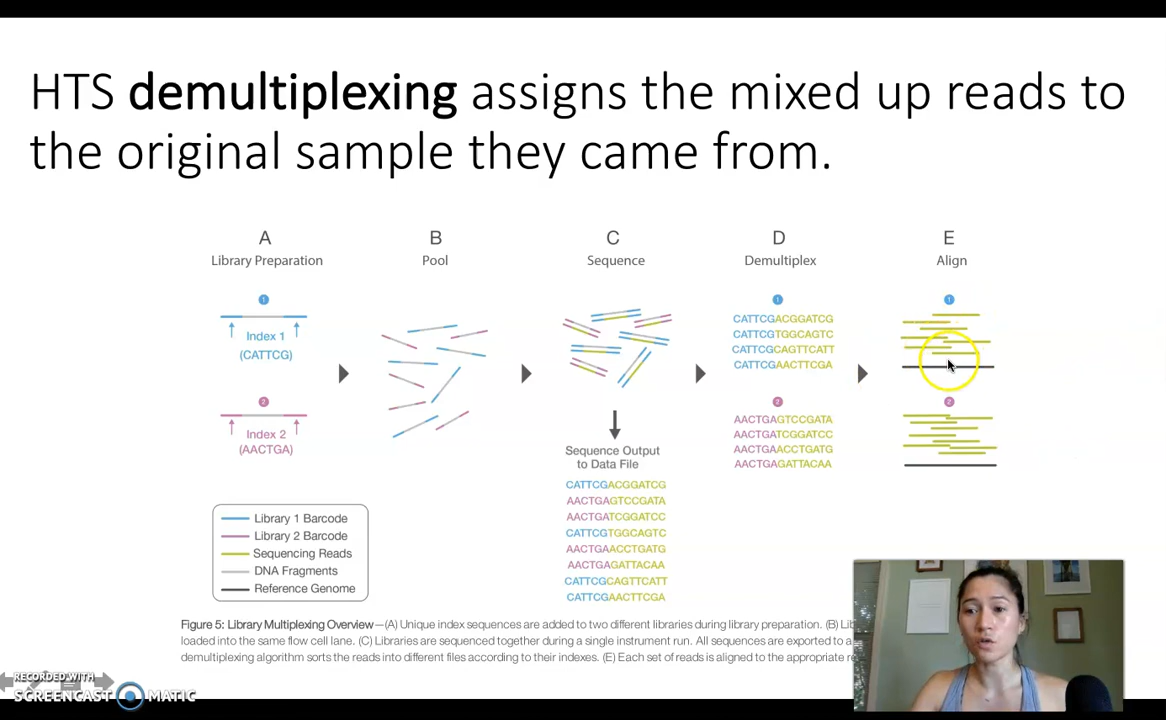 HTS demultiplexing assigns the mixed up reads to
the original sample they came from.
A
Library Preparation
B
Pool
C
Sequence
D
Demultiplex
E
Align
1
Index 1
(CATTCG)
2
Index 2
(AACTGA)
Sequence Output
to Data File
CATTCGACGGATCG
AACTGAGTCCGATA
AACTGATCGGATCC
CATTCGTGGCAGTC
AACTGAACCTGATG
AACTGAGATTACAA
CATTCGCAGTTCATT
CATTCGAACTTCGA
1
CATTCGACGGATCG
CATTCGTGGCAGTC
CATTCGCAGTTCATT
CATTCGAACTTCGA
2
AACTGAGTCCGATA
AACTGATCGGATCC
AACTGAACCTGATG
AACTGAGATTACAA
1
2
Library 1 Barcode
Library 2 Barcode
Sequencing Reads
DNA Fragments
Reference Genome
Figure 5: Library Multiplexing Overview—(A) Unique index sequences are added to two different libraries during library preparation. (B)
loaded into the same flow cell lane. (C) Libraries are sequenced together during a single instrument run. All sequences are exported to a
demultiplexing algorithm sorts the reads into different files according to their indexes. (E) Each set of reads is aligned to the appropriate
RECORDED WITH
SCREENCAST MATIC